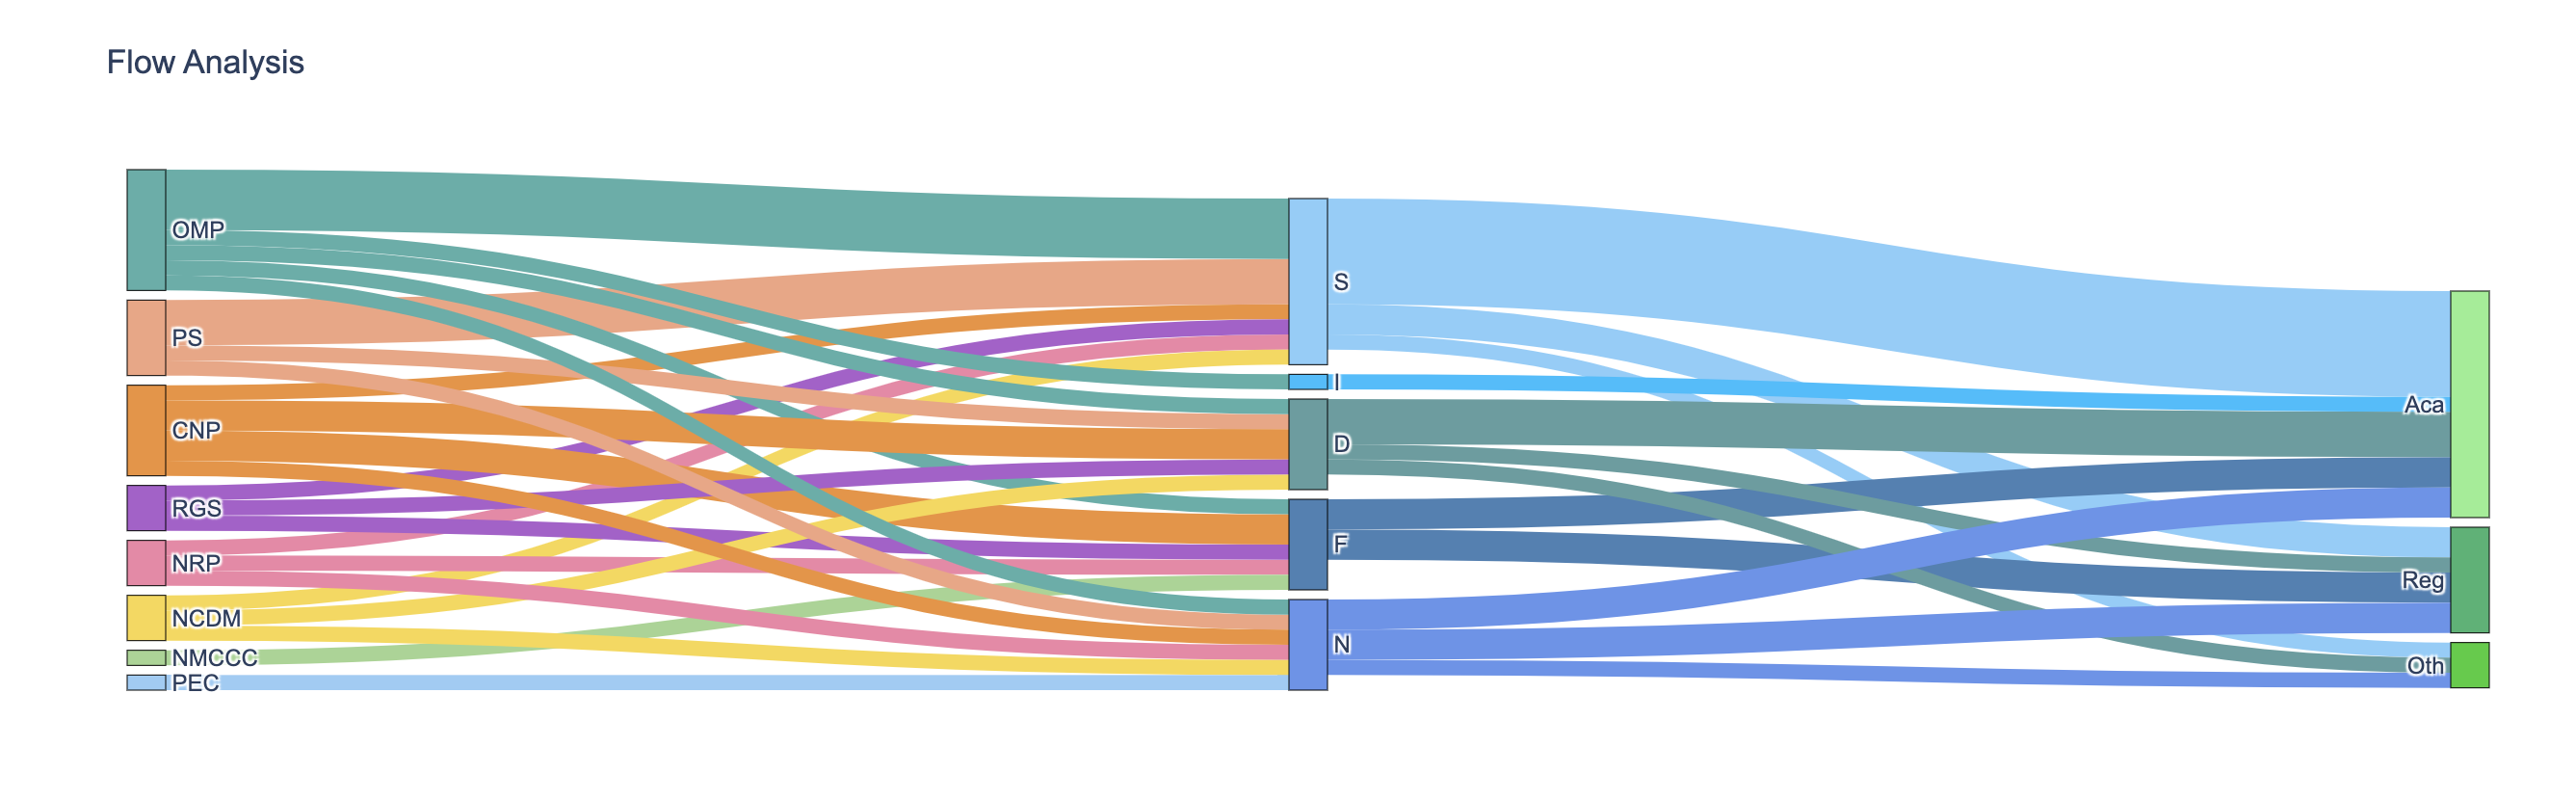 Flow Analysis
OMP
PS
CNP
RGS
NRP
NCDM
NMCCC
PEC
S
I
D
F
N
Aca
Reg
Oth